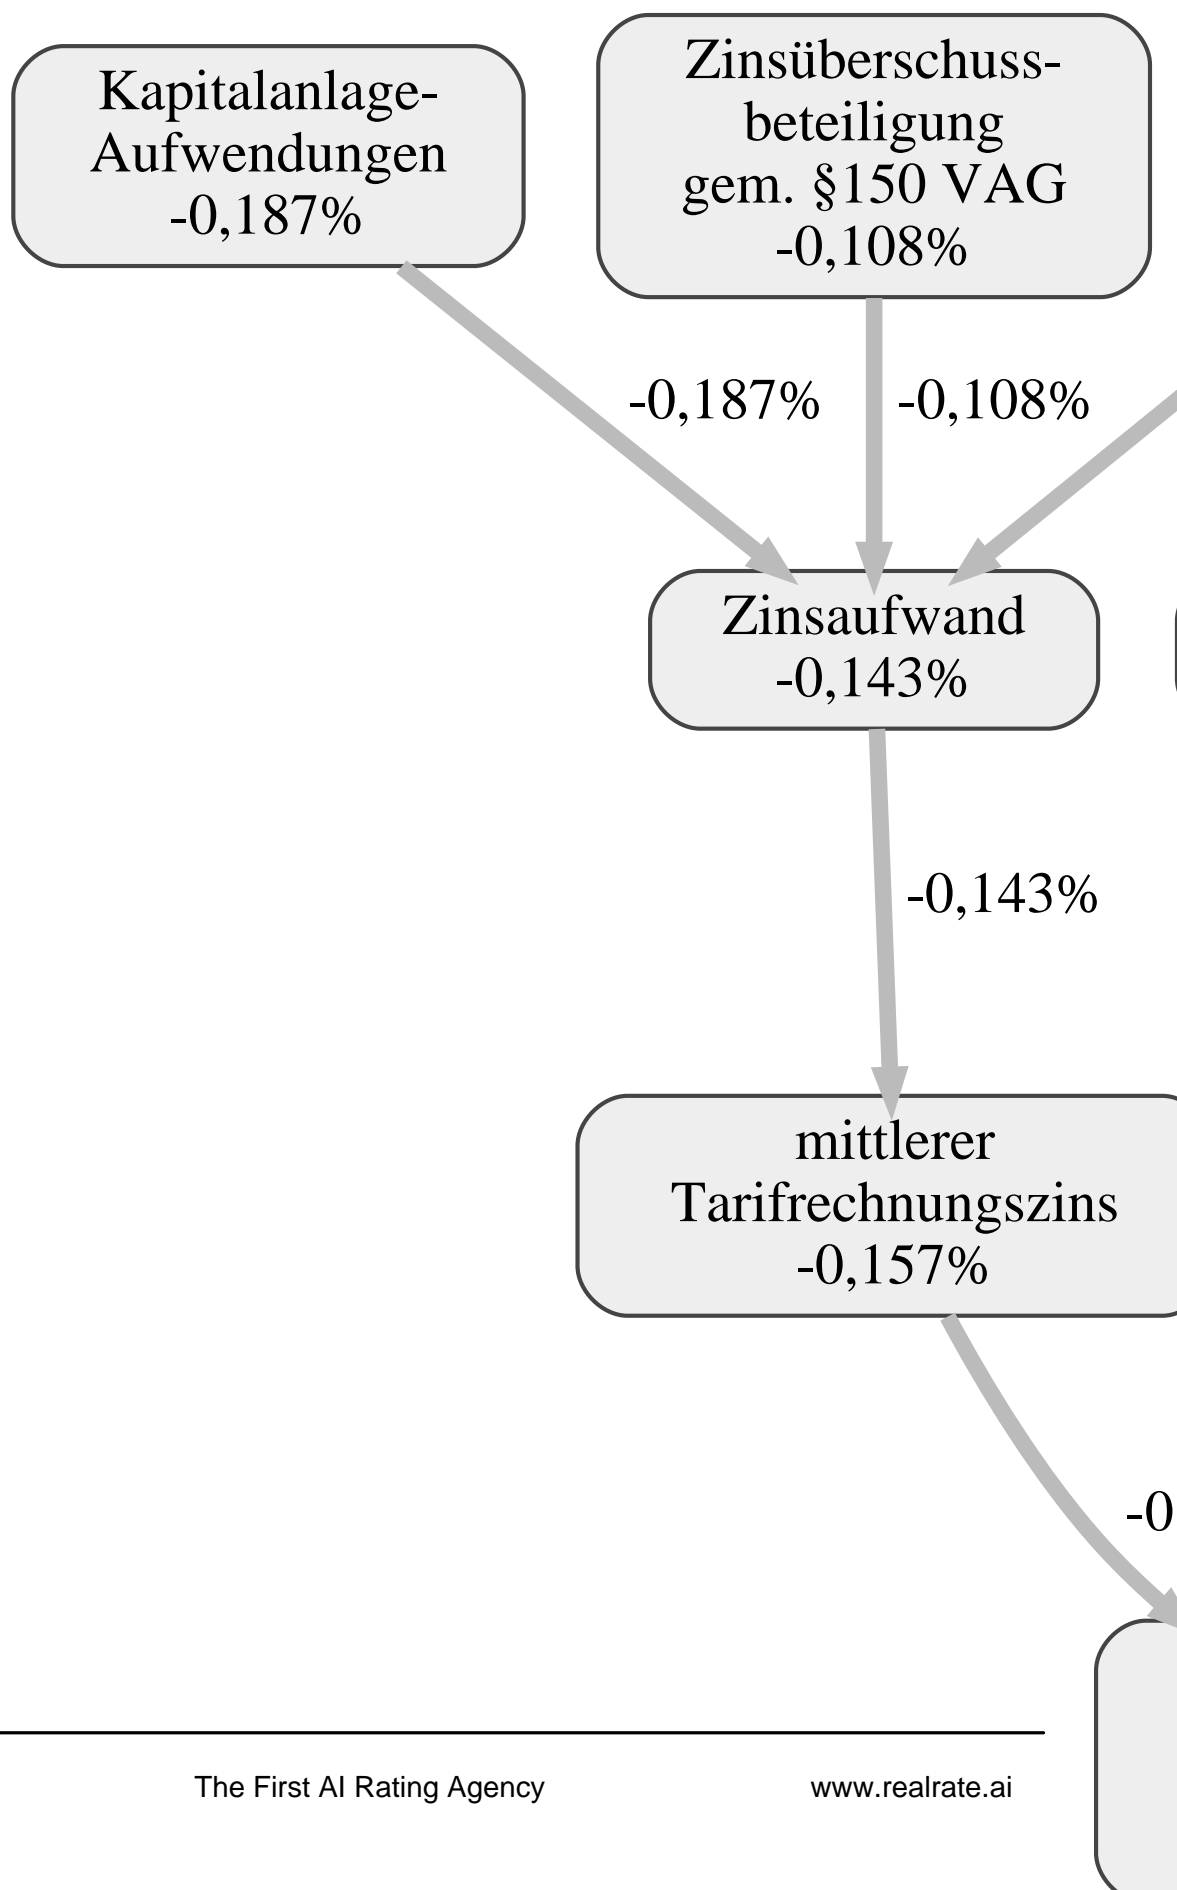 Kapitalanlage-
Aufwendungen
-0,187%
Zinsüberschuss-
beteiligung
gem. §150 VAG
-0,108%
-0,187%
-0,108%
Zinsaufwand
-0,143%
-0,143%
mittlerer
Tarifrechnungszins
-0,157%
-0
The First AI Rating Agency
www.realrate.ai